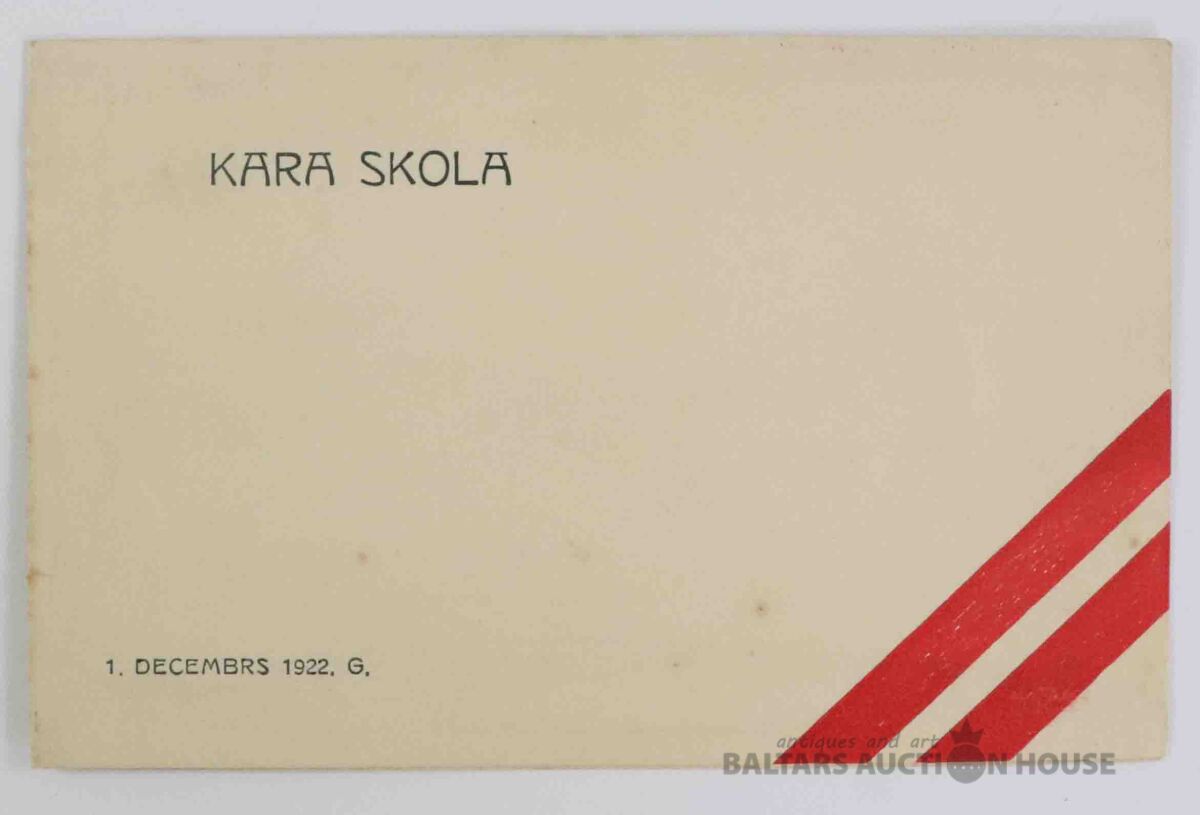 KARA SKOLA
1. DECEMBRS 1922. G.
antiques and art
BALTARS AUCTION HOUSE